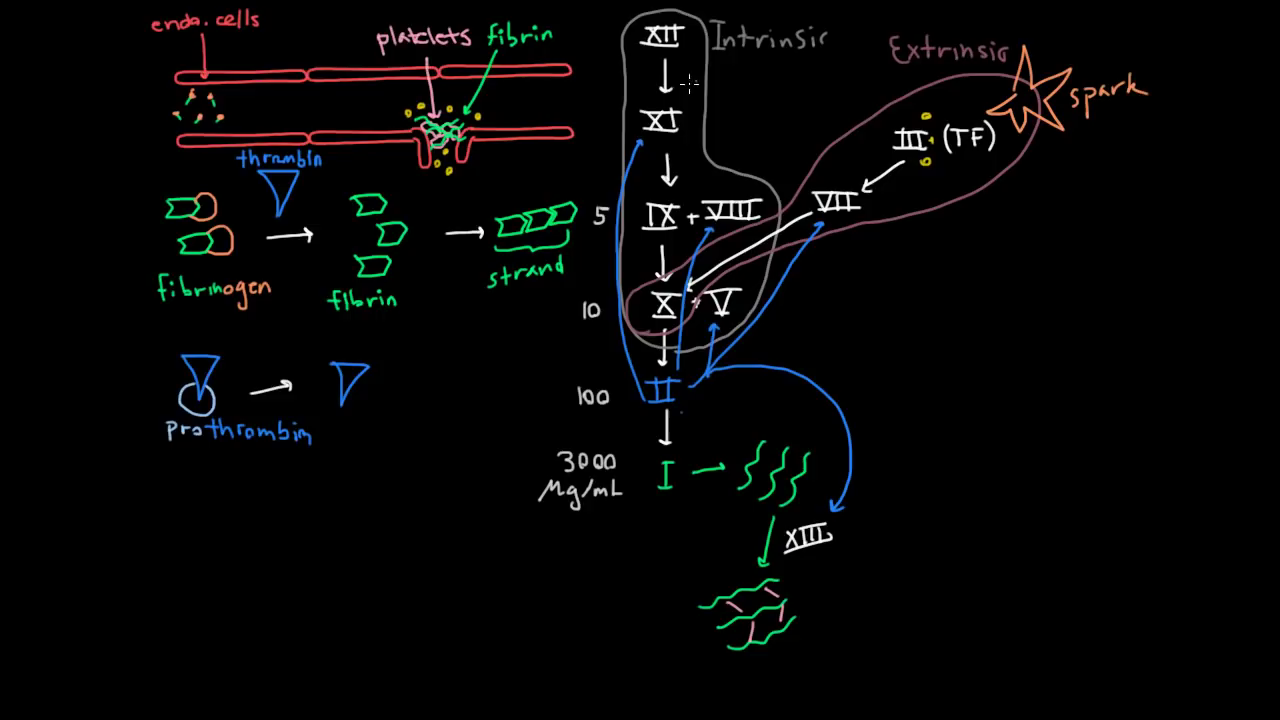 endo. cells
platelets fibrin
thrombin
fibrinogen
fibrin
strand
prothrombin
XII Intrinsic
XI
5 IX + VIII
10 X + V
100 II
3000 I
Mg/mL
XIII
Extrinsic
spark
III (TF)
VII